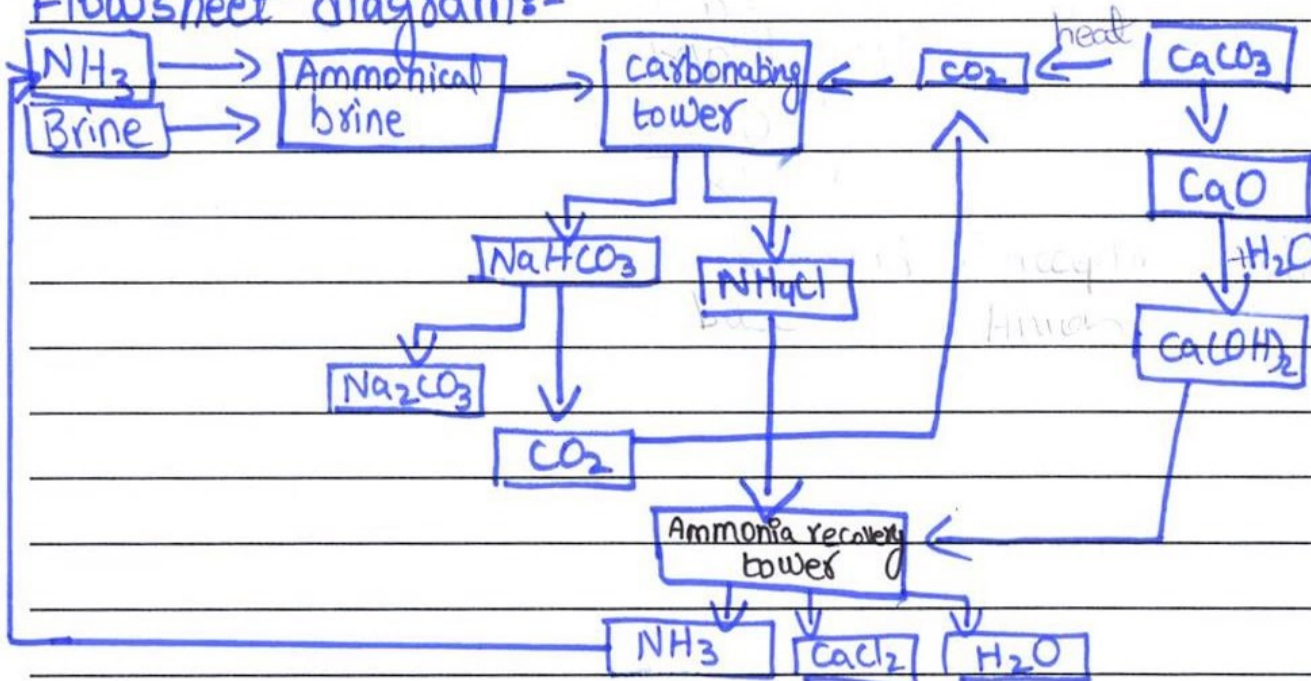 Flowsheet diagram:-
NH3
Brine
Ammonical
brine
carbonating
tower
CO2
heat
CaCO3
CaO
+H2O
Ca(OH)2
NaHCO3
NH4Cl
Na2CO3
CO2
Ammonia recovery
tower
NH3
CaCl2
H2O